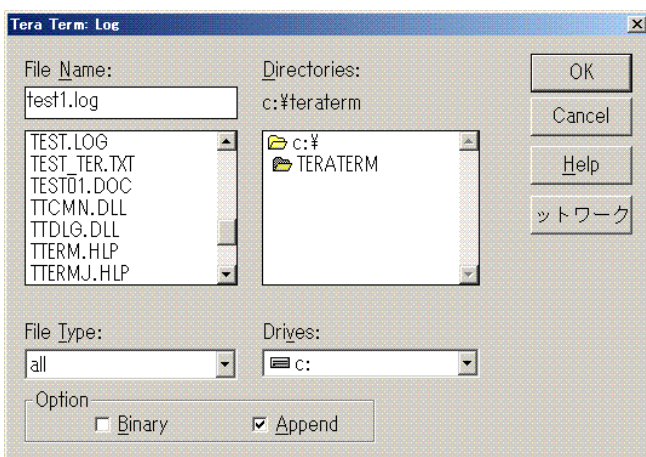 Tera Term: Log
File Name:
test1.log
TEST.LOG
TEST_TER.TXT
TEST01.DOC
TTCMN.DLL
TTDLG.DLL
TTERM.HLP
TTERMJ.HLP
Directories:
c:¥teraterm
c:¥
TERATERM
OK
Cancel
Help
ットワーク
File Type:
all
Drives:
c:
Option
Binary
Append